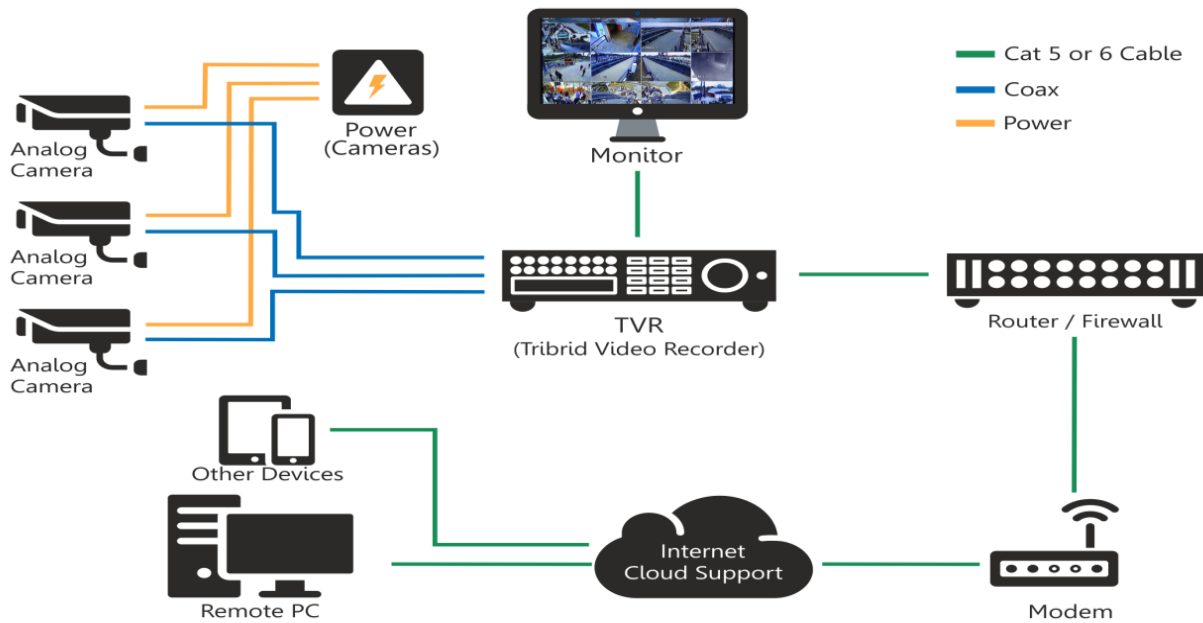 Cat 5 or 6 Cable
Coax
Power
Power
(Cameras)
Monitor
Analog
Camera
Analog
Camera
Analog
Camera
TVR
(Tribrid Video Recorder)
Router / Firewall
Other Devices
Internet
Cloud Support
Remote PC
Modem